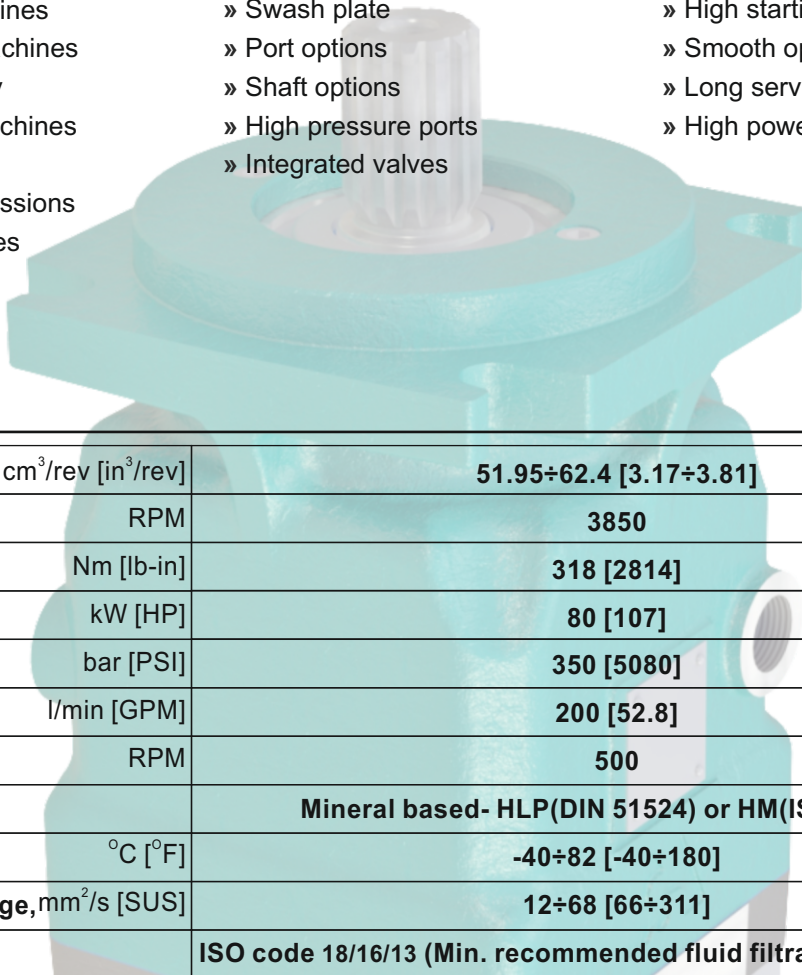 ines
» Swash plate
» High starti
chines
» Port options
» Smooth op
» Shaft options
» Long serv
chines
» High pressure ports
» High powe
» Integrated valves
ssions
es
cm³/rev [in³/rev] 51.95÷62.4 [3.17÷3.81]
RPM 3850
Nm [lb-in] 318 [2814]
kW [HP] 80 [107]
bar [PSI] 350 [5080]
l/min [GPM] 200 [52.8]
RPM 500
Mineral based- HLP(DIN 51524) or HM(IS
°C [°F] -40÷82 [-40÷180]
ge, mm²/s [SUS] 12÷68 [66÷311]
ISO code 18/16/13 (Min. recommended fluid filtra